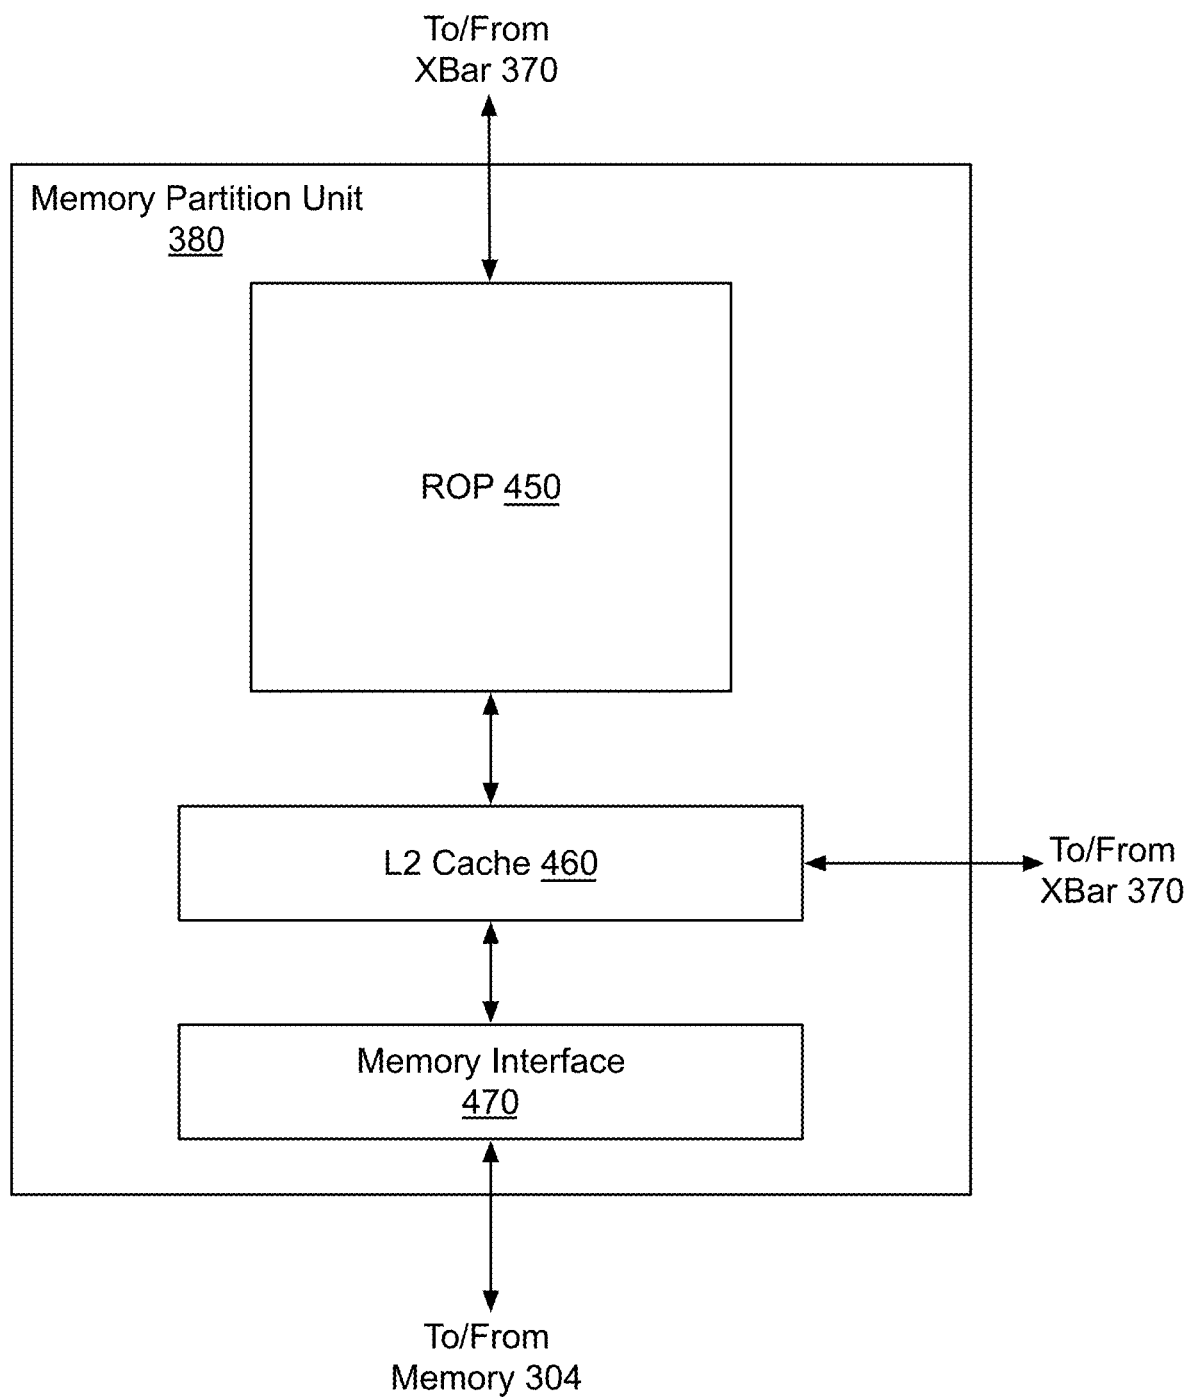 To/From
XBar 370
Memory Partition Unit
380
ROP 450
L2 Cache 460
To/From
XBar 370
Memory Interface
470
To/From
Memory 304